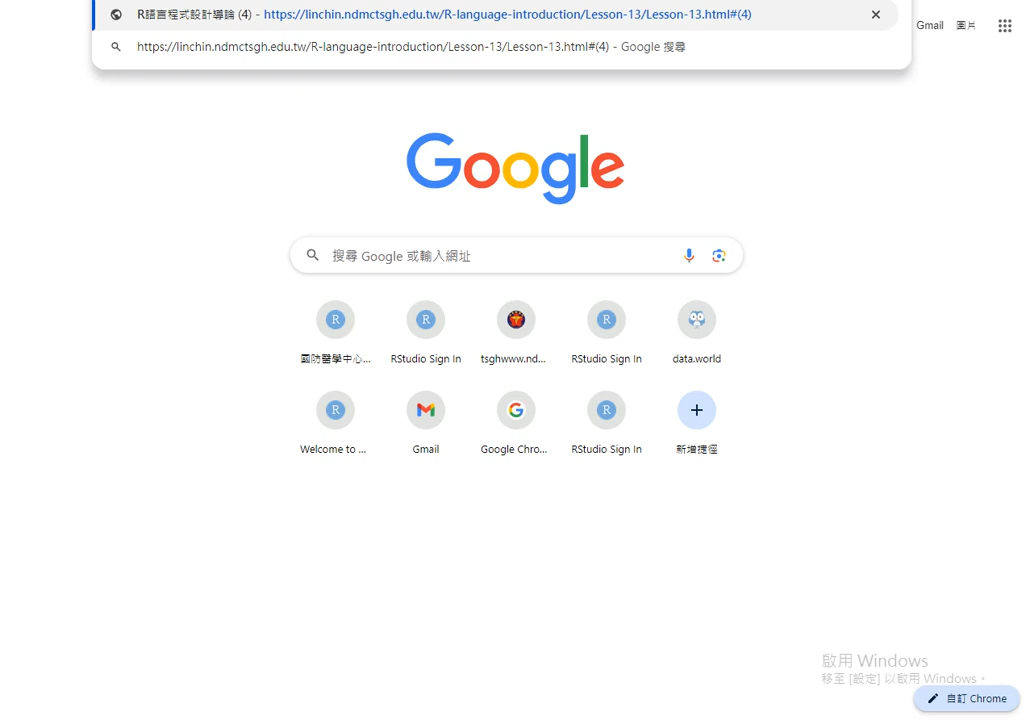 R語言程式設計導論 (4) - https://linchin.ndmctsgh.edu.tw/R-language-introduction/Lesson-13/Lesson-13.html#(4)
https://linchin.ndmctsgh.edu.tw/R-language-introduction/Lesson-13/Lesson-13.html#(4) - Google 搜尋
Gmail 圖片
Google
搜尋 Google 或輸入網址
R R R
國防醫學中心... RStudio Sign In tsghwww.nd... RStudio Sign In data.world
R G R +
Welcome to ... Gmail Google Chro... RStudio Sign In 新增捷徑
啟用 Windows
移至 [設定] 以啟用 Windows。
自訂 Chrome